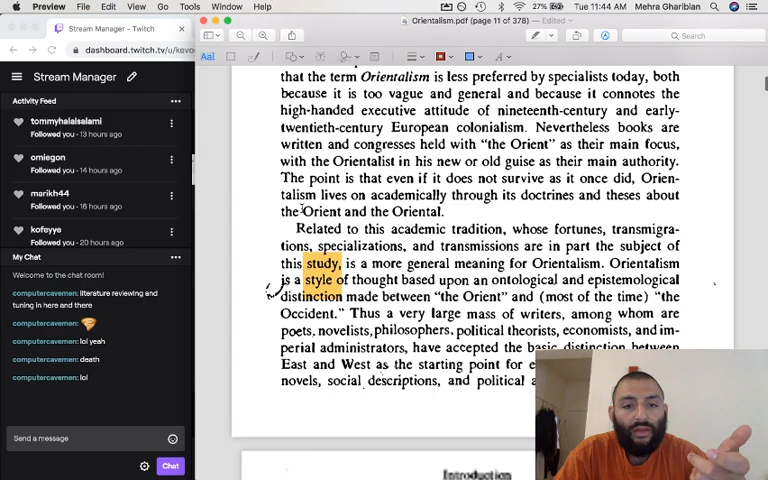 Preview File Edit View Go Tools Window Help
27% Tue 11:44 AM Mehra Gharibian
Stream Manager - Twitch
dashboard.twitch.tv/u/kevo
Stream Manager
Activity Feed
tommyhalalsalami
Followed you · 13 hours ago
omiegon
Followed you · 14 hours ago
marikh44
Followed you · 16 hours ago
kofeyye
Followed you · 20 hours ago
My Chat
Welcome to the chat room!
computercavemen: literature reviewing and
tuning in here and there
computercavemen:
computercavemen: lol yeah
computercavemen: death
computercavemen: lol
Send a message
Chat
Orientalism.pdf (page 11 of 378) — Edited
Search
AaI
Aa
that the term Orientalism is less preferred by specialists today, both
because it is too vague and general and because it connotes the
high-handed executive attitude of nineteenth-century and early-
twentieth-century European colonialism. Nevertheless books are
written and congresses held with "the Orient" as their main focus,
with the Orientalist in his new or old guise as their main authority.
The point is that even if it does not survive as it once did, Orien-
talism lives on academically through its doctrines and theses about
the Orient and the Oriental.
Related to this academic tradition, whose fortunes, transmigra-
tions, specializations, and transmissions are in part the subject of
this study, is a more general meaning for Orientalism. Orientalism
is a style of thought based upon an ontological and epistemological
distinction made between "the Orient" and (most of the time) "the
Occident." Thus a very large mass of writers, among whom are
poets, novelists, philosophers, political theorists, economists, and im-
perial administrators, have accepted the basic distinction between
East and West as the starting point for e
novels, social descriptions, and political a
Introduction